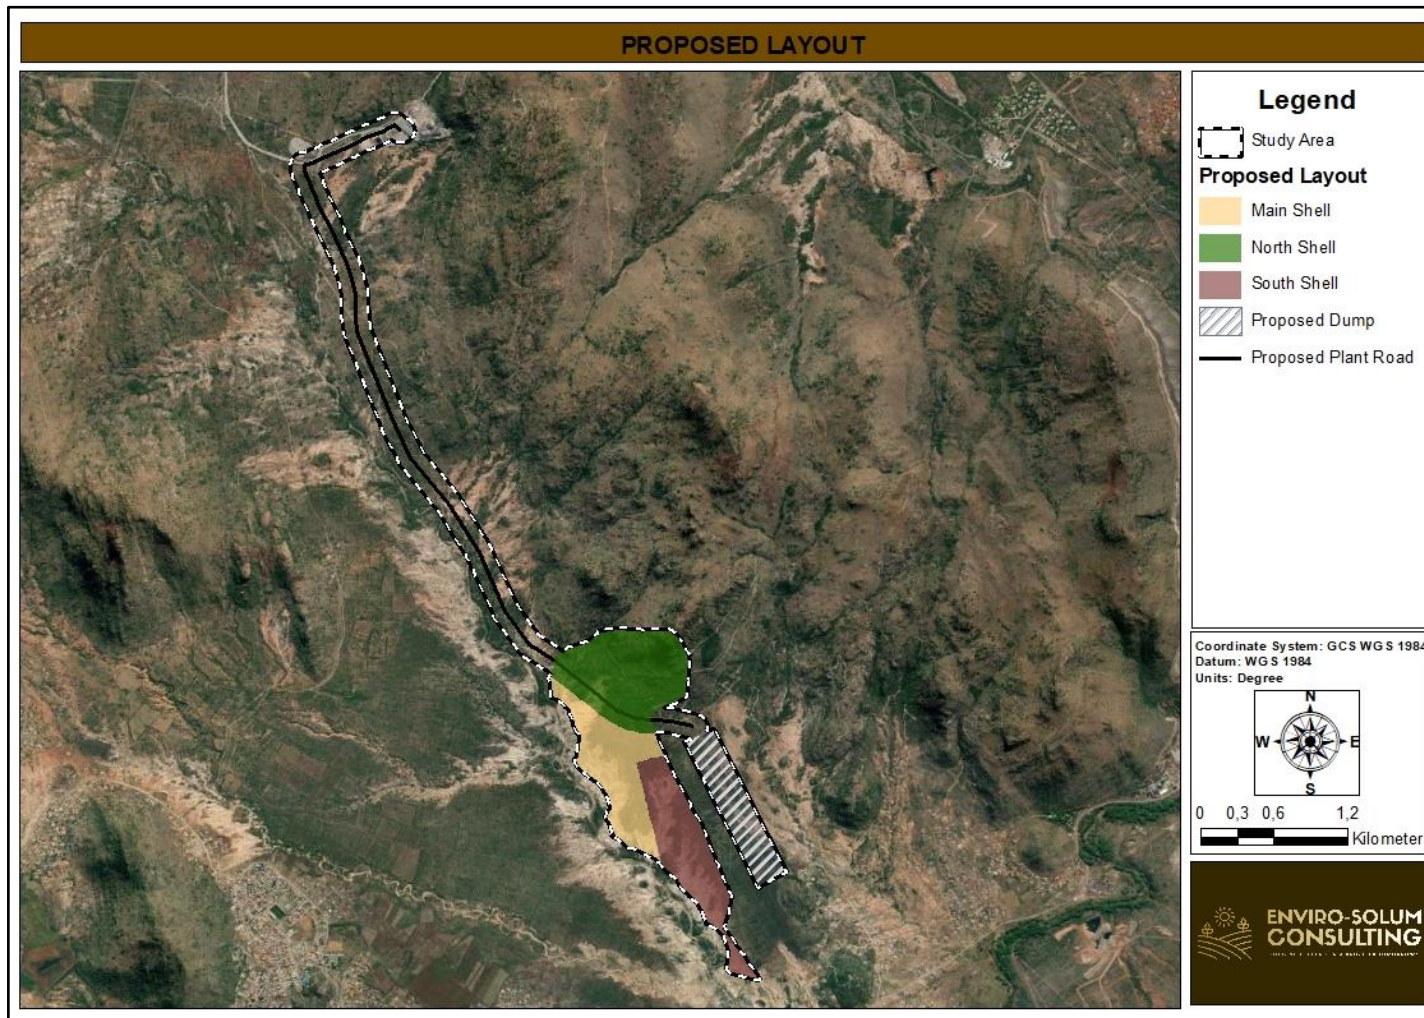 PROPOSED LAYOUT
Legend
Study Area
Proposed Layout
Main Shell
North Shell
South Shell
Proposed Dump
Proposed Plant Road
Coordinate System: GCS WGS 1984
Datum: WGS 1984
Units: Degree
N
W E
S
0 0,3 0,6 1,2
Kilometer
ENVIRO-SOLUM
CONSULTING